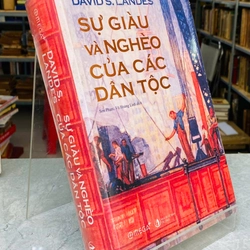 DAVID S. LANDES
SỰ GIÀU
VÀ NGHÈO
CỦA CÁC
DÂN TỘC
DAVID S.
LANDES
SỰ GIÀU VÀ NGHÈO
CỦA CÁC DÂN TỘC